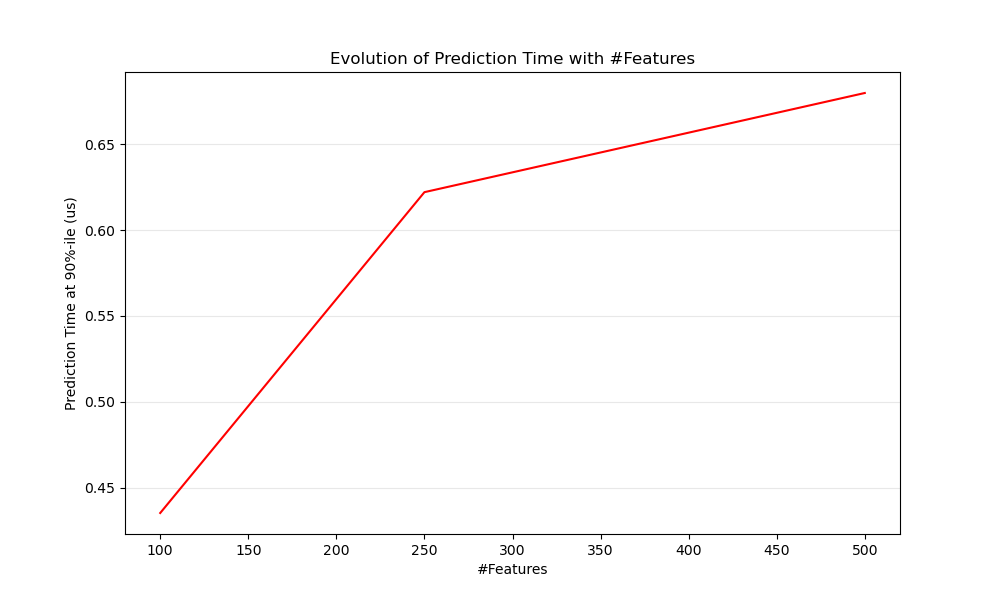 Evolution of Prediction Time with #Features
Prediction Time at 90%-ile (us)
0.65
0.60
0.55
0.50
0.45
100 150 200 250 300 350 400 450 500
#Features